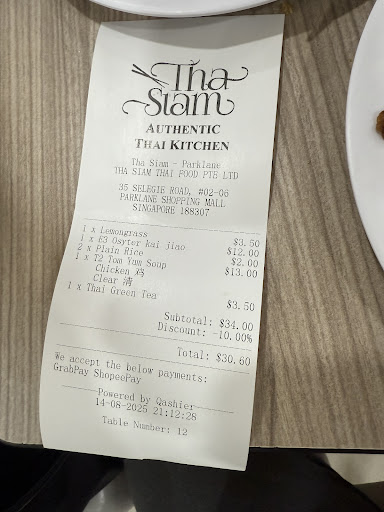 Tha
Siam
AUTHENTIC
THAI KITCHEN
Tha Siam - Parklane
THA SIAM THAI FOOD PTE LTD
35 SELEGIE ROAD, #02-06
PARKLANE SHOPPING MALL
SINGAPORE 188307
1 x Lemongrass $3.50
1 x E3 Osyter kai jiao $12.00
2 x Plain Rice $2.00
1 x T2 Tom Yum Soup $13.00
Chicken 鸡
Clear 清
1 x Thai Green Tea $3.50
Subtotal: $34.00
Discount: -10.00%
Total: $30.60
We accept the below payments:
GrabPay ShopeePay
Powered by Qashier
14-08-2025 21:12:28
Table Number: 12